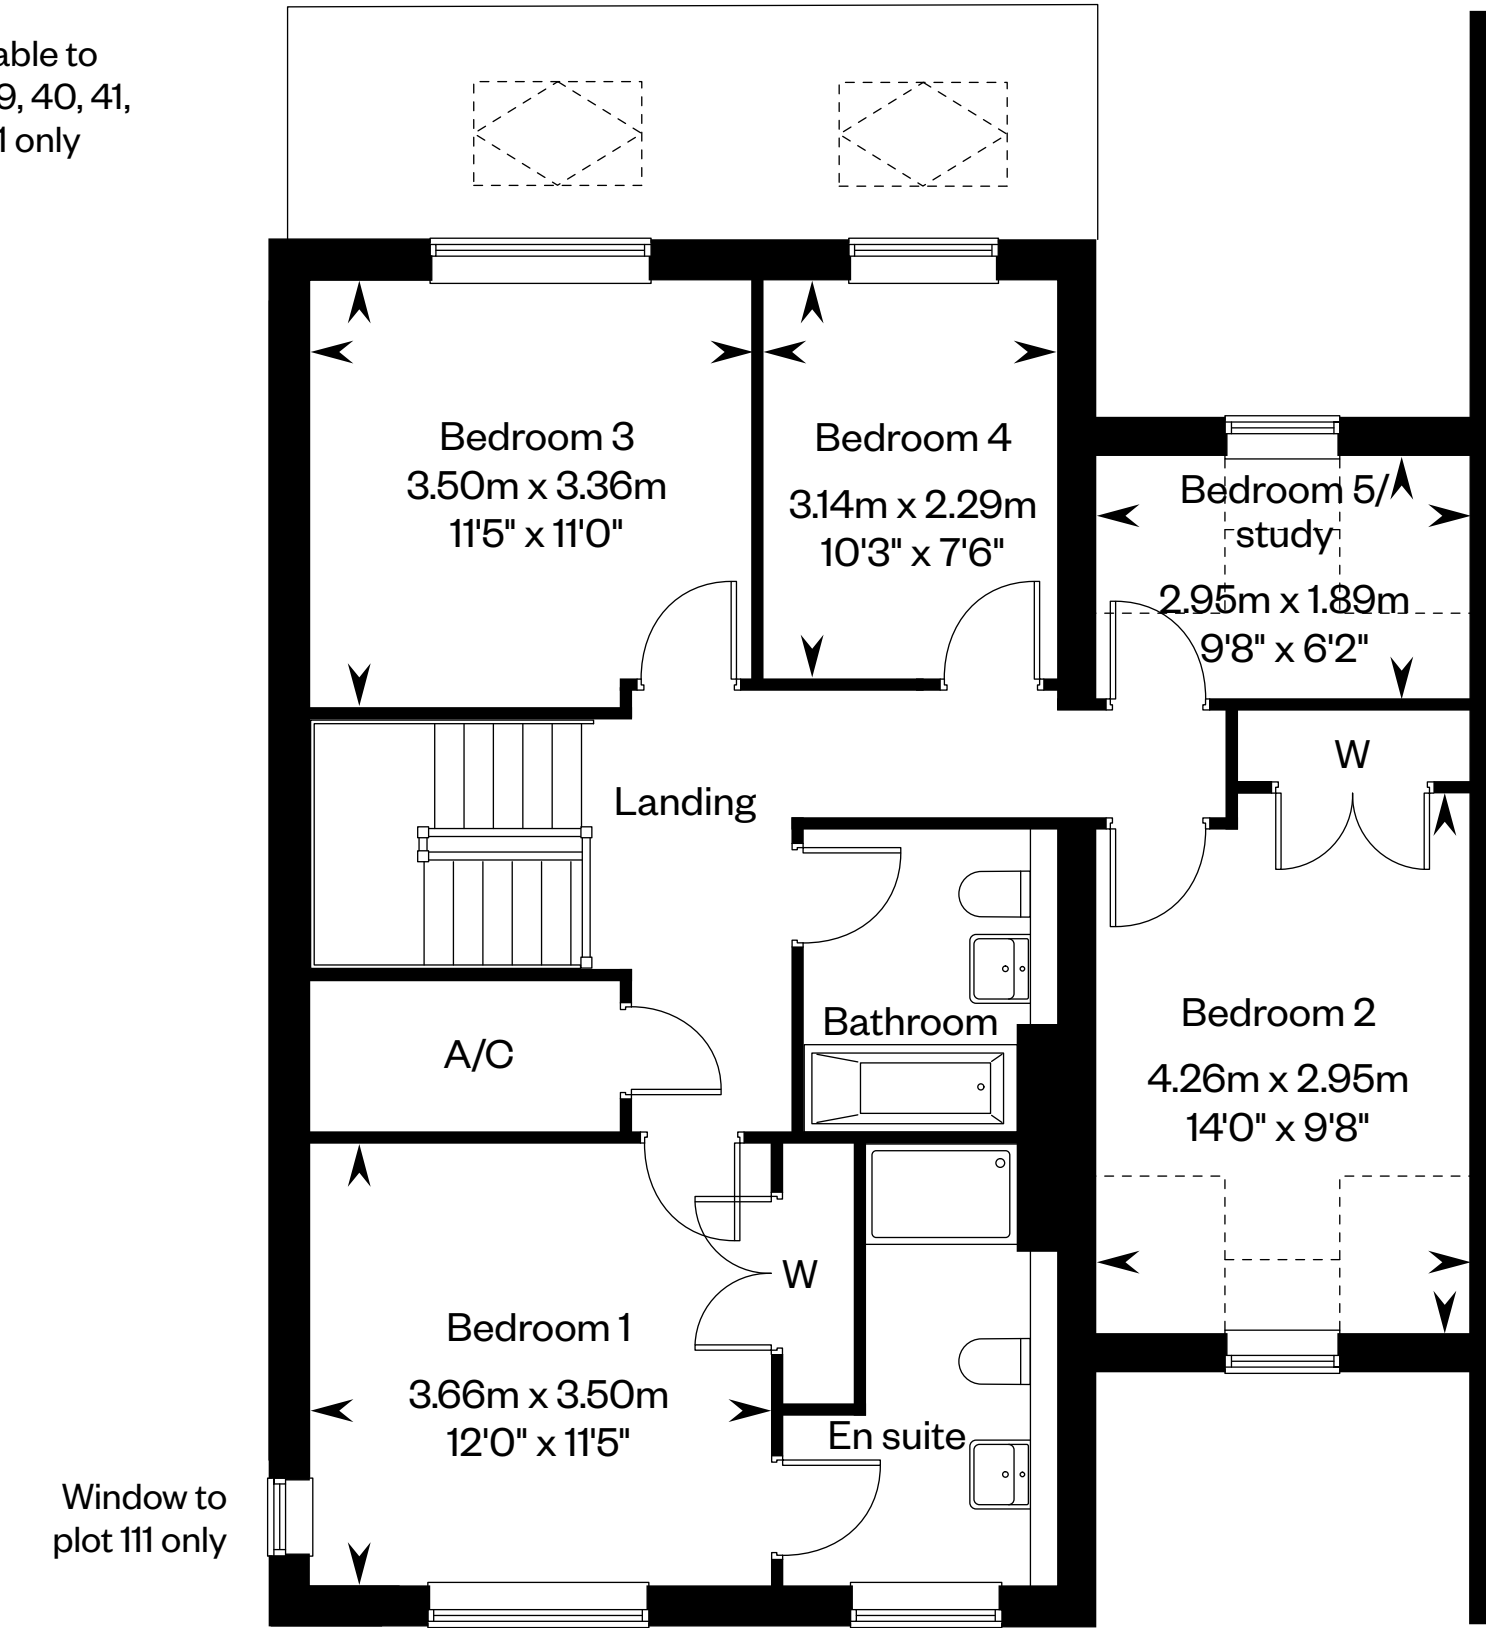 able to
9, 40, 41,
1 only
Bedroom 3
3.50m x 3.36m
11'5" x 11'0"
Bedroom 4
3.14m x 2.29m
10'3" x 7'6"
Bedroom 5/
study
2.95m x 1.89m
9'8" x 6'2"
W
Landing
A/C
Bathroom
Bedroom 2
4.26m x 2.95m
14'0" x 9'8"
W
Bedroom 1
3.66m x 3.50m
12'0" x 11'5"
En suite
Window to
plot 111 only